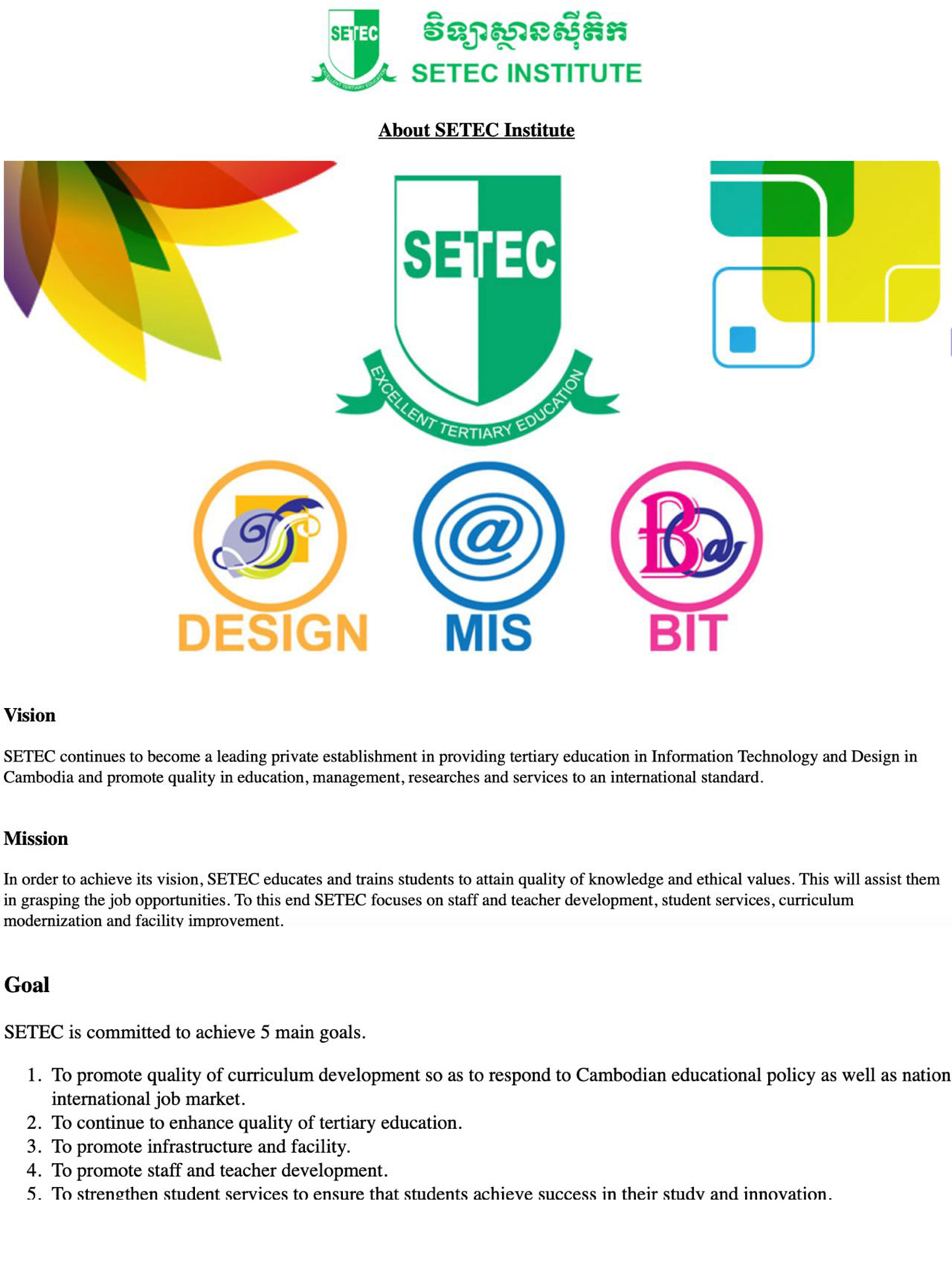 SETEC
វិទ្យាស្ថានស៊ីតិក
SETEC INSTITUTE
EXCELLENT TERTIARY EDUCATION
About SETEC Institute
SETEC
EXCELLENT TERTIARY EDUCATION
DESIGN
MIS
BIT
Vision
SETEC continues to become a leading private establishment in providing tertiary education in Information Technology and Design in
Cambodia and promote quality in education, management, researches and services to an international standard.
Mission
In order to achieve its vision, SETEC educates and trains students to attain quality of knowledge and ethical values. This will assist them
in grasping the job opportunities. To this end SETEC focuses on staff and teacher development, student services, curriculum
modernization and facility improvement.
Goal
SETEC is committed to achieve 5 main goals.
1. To promote quality of curriculum development so as to respond to Cambodian educational policy as well as nation
international job market.
2. To continue to enhance quality of tertiary education.
3. To promote infrastructure and facility.
4. To promote staff and teacher development.
5. To strengthen student services to ensure that students achieve success in their study and innovation.